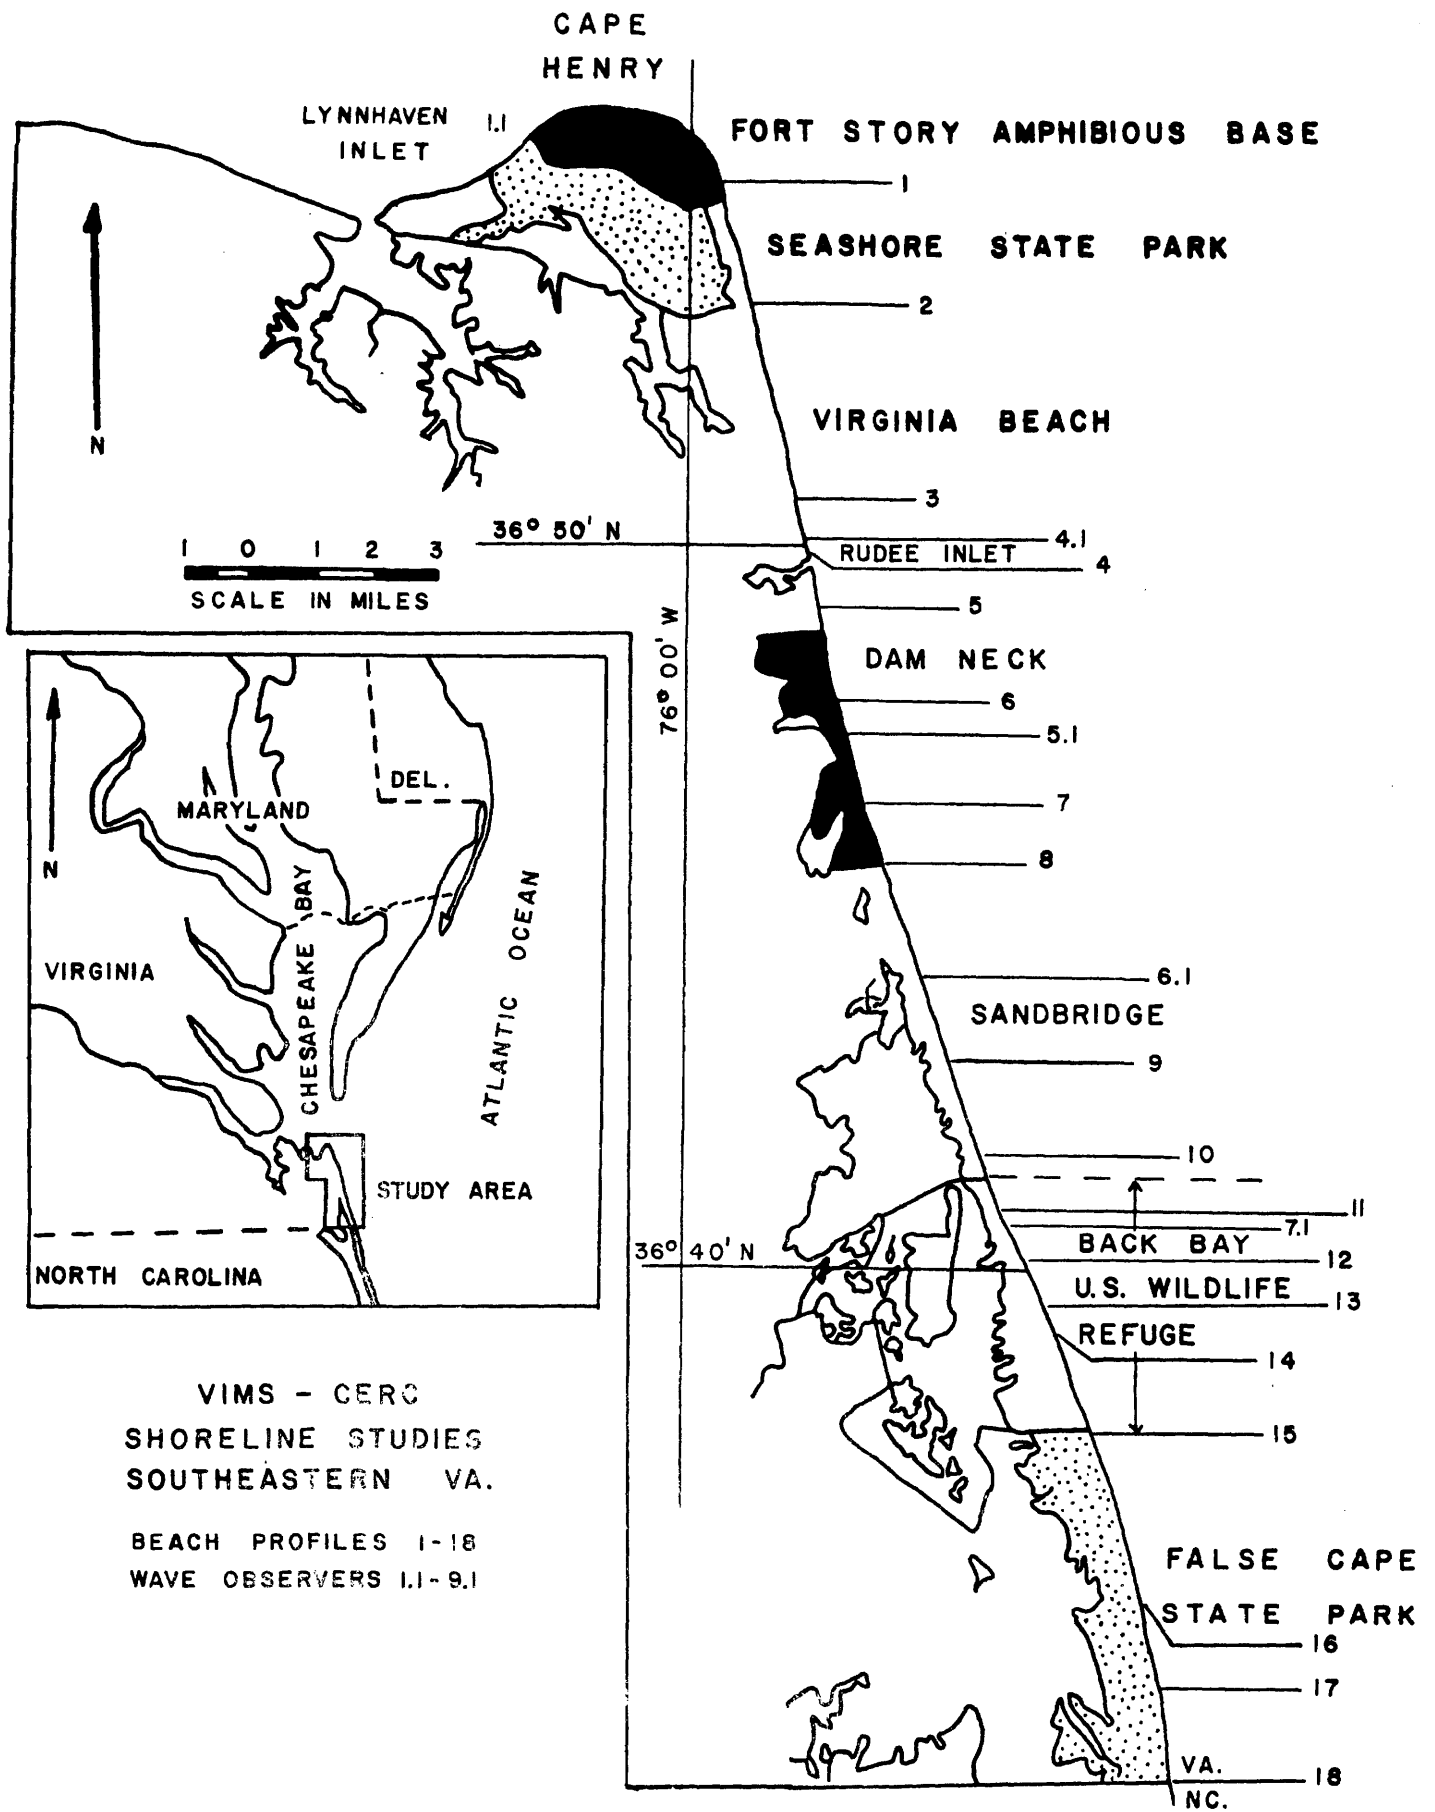 CAPE
HENRY
LYNNHAVEN
INLET
1.1
FORT STORY AMPHIBIOUS BASE
1
SEASHORE STATE PARK
2
N
VIRGINIA BEACH
3
36° 50' N
4.1
RUDEE INLET
4
1 0 1 2 3
SCALE IN MILES
5
76° 00' W
DAM NECK
6
5.1
7
8
6.1
SANDBRIDGE
9
10
11
7.1
BACK BAY
12
36° 40' N
U.S. WILDLIFE
13
REFUGE
14
15
FALSE CAPE
STATE PARK
16
17
VA.
18
NC.
N
MARYLAND
DEL.
VIRGINIA
CHESAPEAKE BAY
ATLANTIC OCEAN
STUDY AREA
NORTH CAROLINA
VIMS - CERC
SHORELINE STUDIES
SOUTHEASTERN VA.
BEACH PROFILES 1-18
WAVE OBSERVERS 1.1-9.1